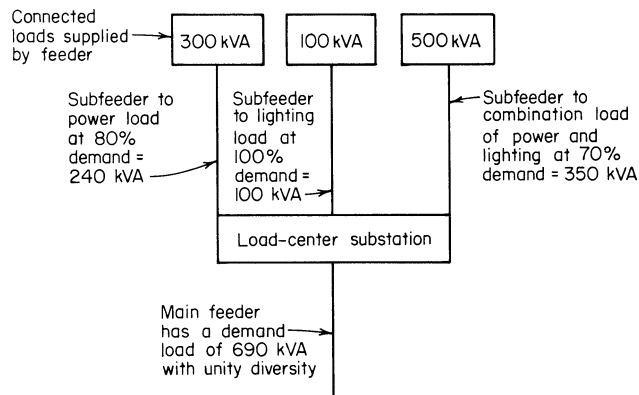 Connected
loads supplied
by feeder
300 kVA
100 kVA
500 kVA
Subfeeder to
power load
at 80%
demand =
240 kVA
Subfeeder
to lighting
load at
100%
demand =
100 kVA
Subfeeder to
combination load
of power and
lighting at 70%
demand = 350 kVA
Load-center substation
Main feeder
has a demand
load of 690 kVA
with unity diversity